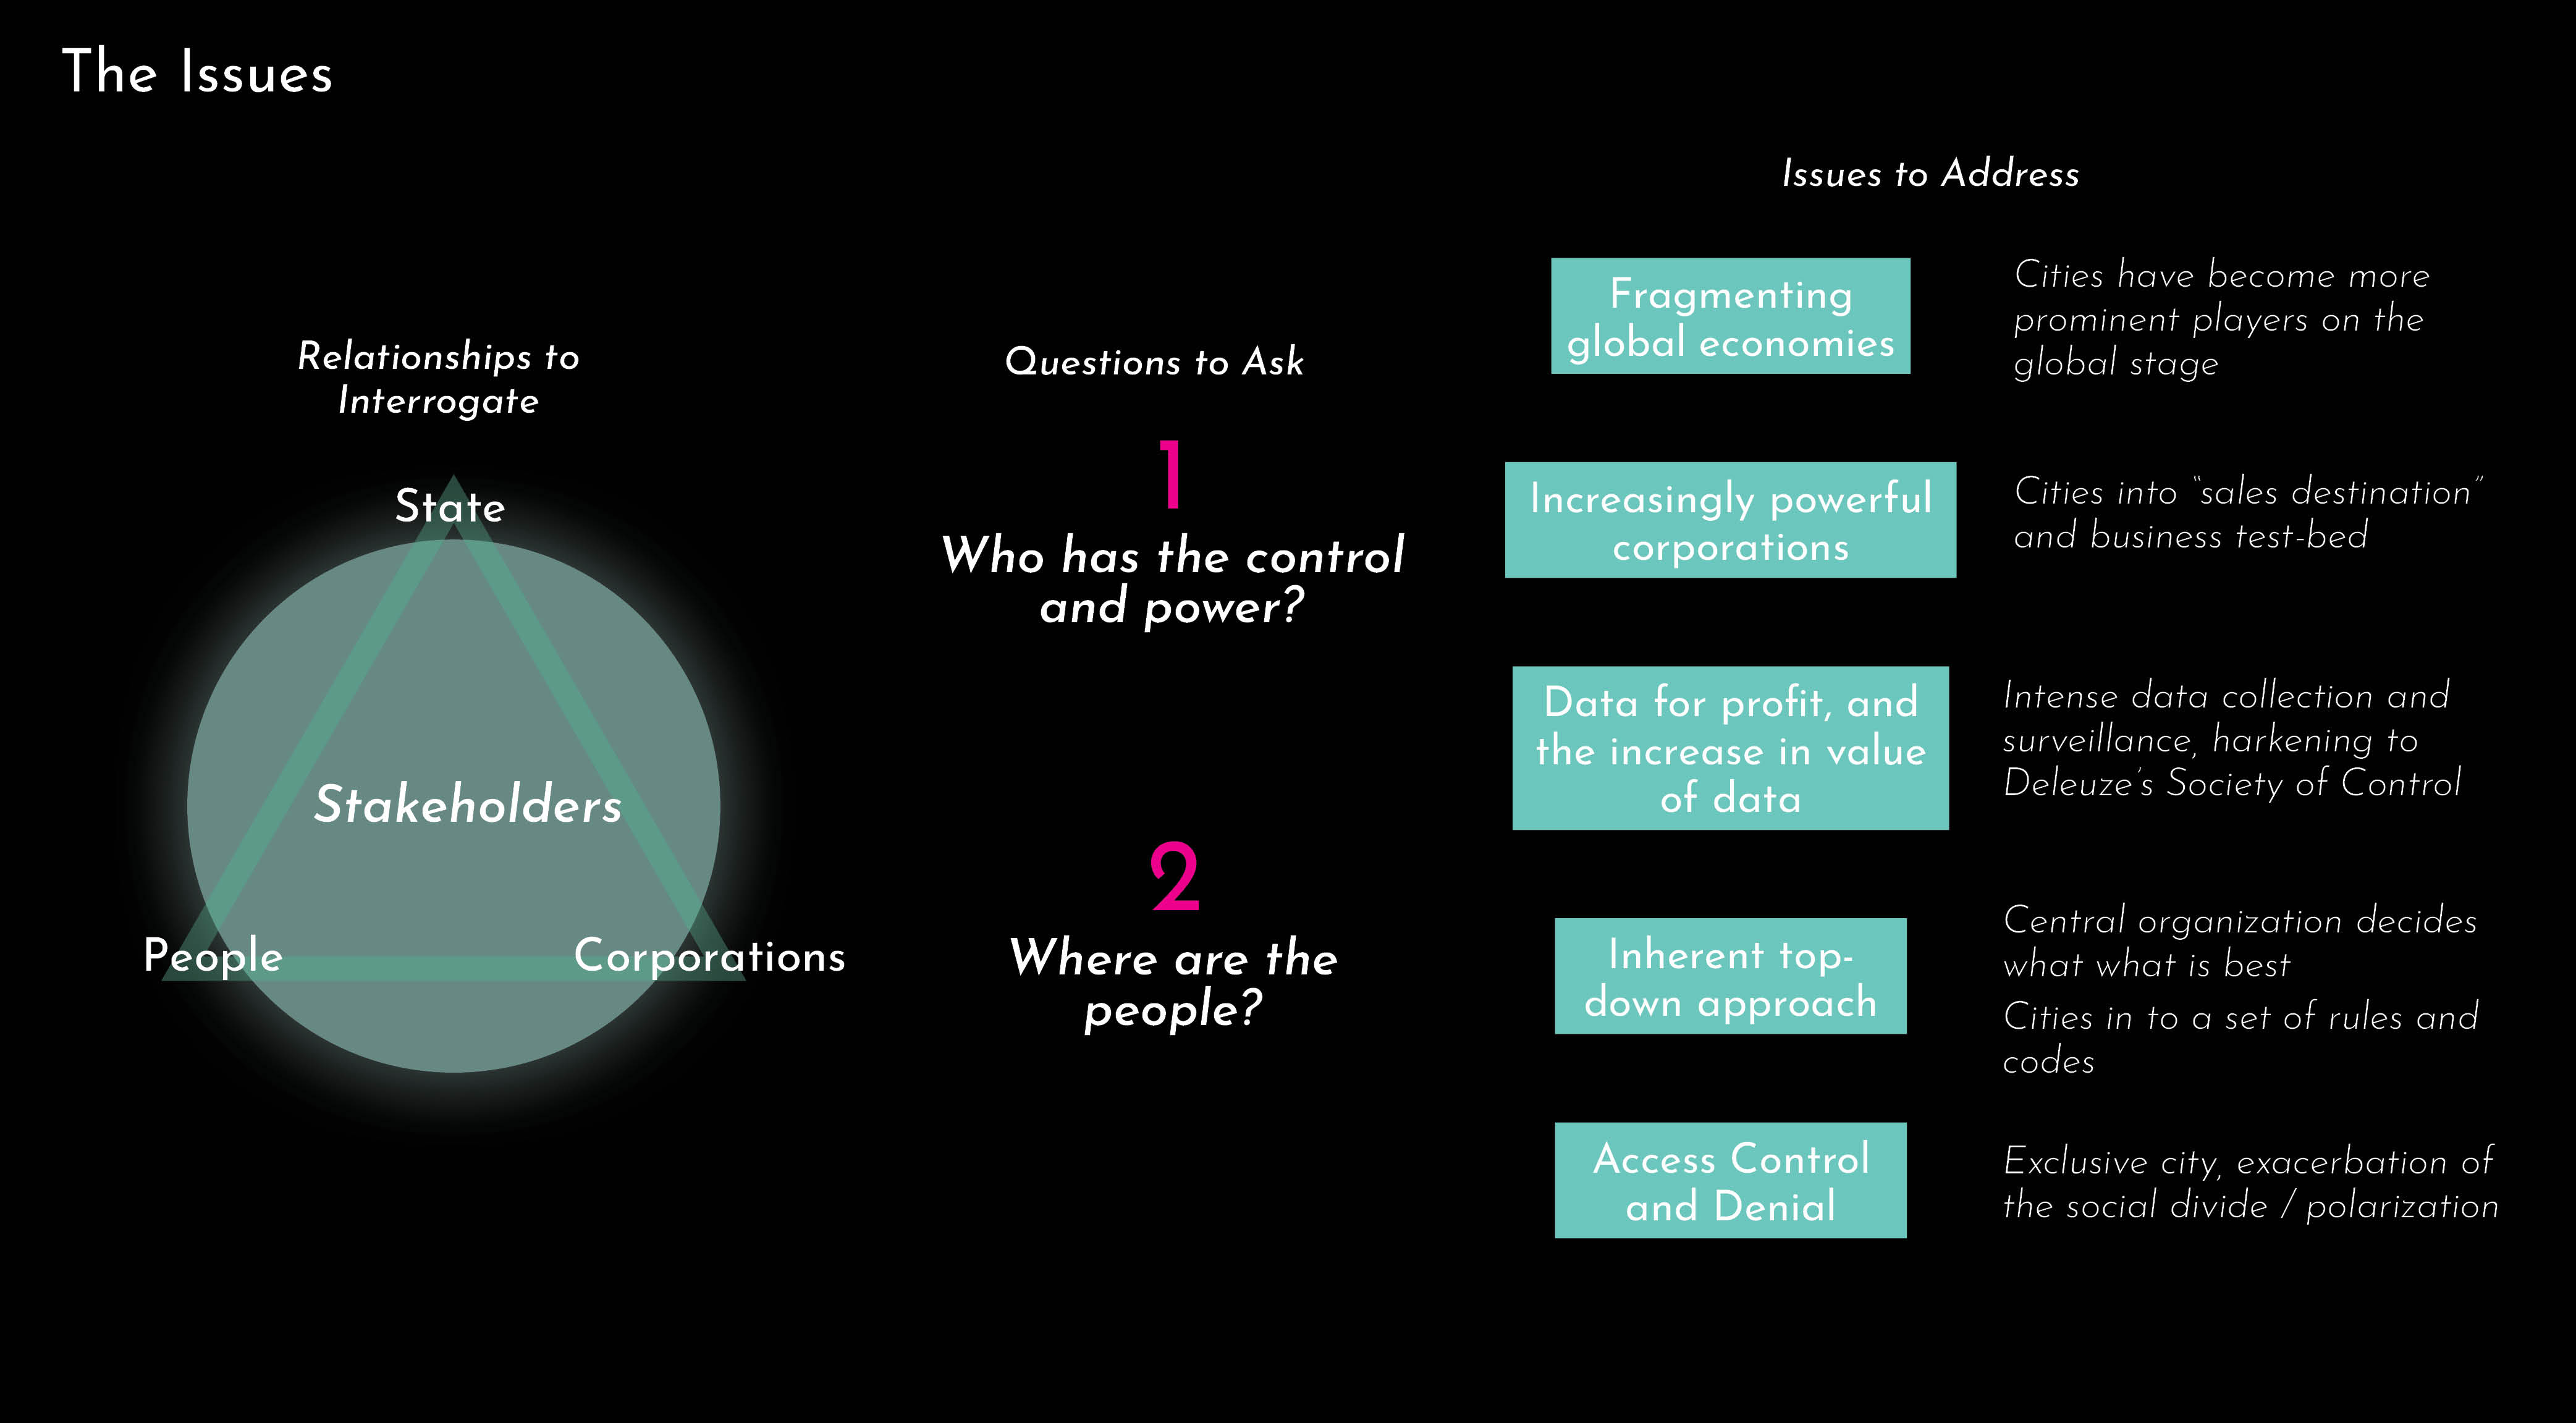 The Issues
Relationships to
Interrogate
State
Stakeholders
People
Corporations
Questions to Ask
1
Who has the control
and power?
2
Where are the
people?
Issues to Address
Fragmenting
global economies
Cities have become more
prominent players on the
global stage
Increasingly powerful
corporations
Cities into “sales destination”
and business test-bed
Data for profit, and
the increase in value
of data
Intense data collection and
surveillance, harkening to
Deleuze’s Society of Control
Inherent top-
down approach
Central organization decides
what what is best
Cities in to a set of rules and
codes
Access Control
and Denial
Exclusive city, exacerbation of
the social divide / polarization